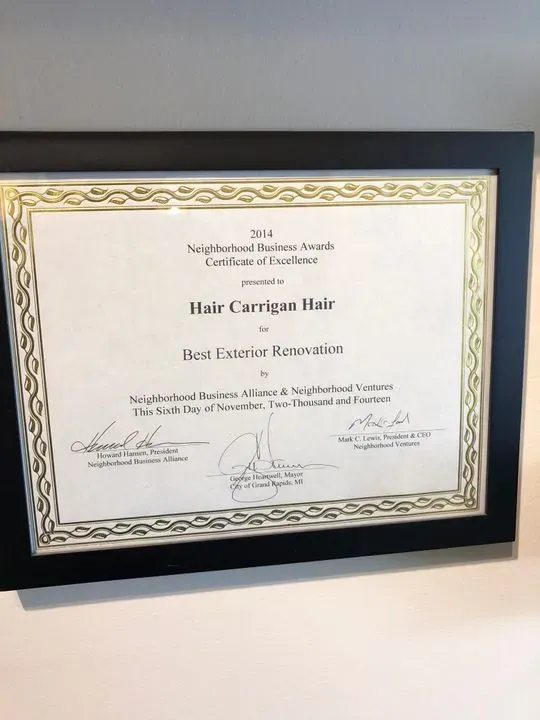 2014
Neighborhood Business Awards
Certificate of Excellence
presented to
Hair Carrigan Hair
for
Best Exterior Renovation
by
Neighborhood Business Alliance & Neighborhood Ventures
This Sixth Day of November, Two-Thousand and Fourteen
Howard Hansen, President
Neighborhood Business Alliance
George Heartwell, Mayor
City of Grand Rapids, MI
Mark C. Lewis, President & CEO
Neighborhood Ventures